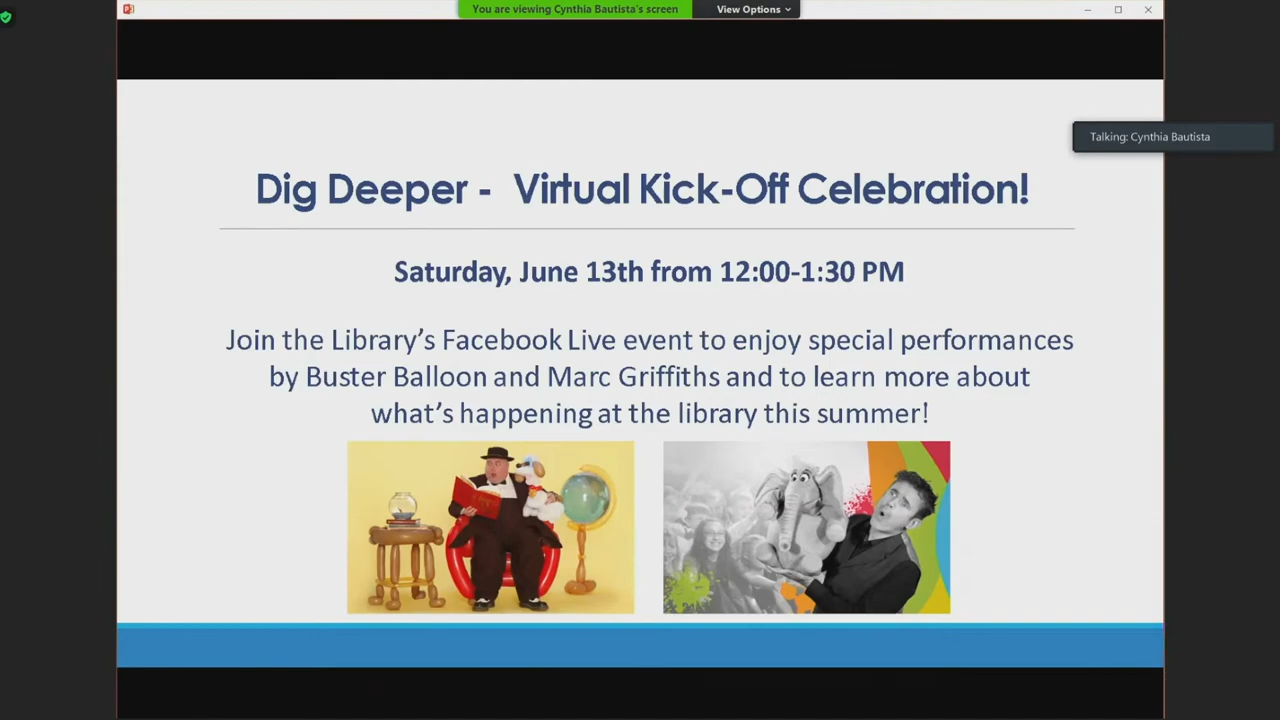 You are viewing Cynthia Bautista's screen
View Options
Talking: Cynthia Bautista
Dig Deeper - Virtual Kick-Off Celebration!
Saturday, June 13th from 12:00-1:30 PM
Join the Library’s Facebook Live event to enjoy special performances
by Buster Balloon and Marc Griffiths and to learn more about
what’s happening at the library this summer!